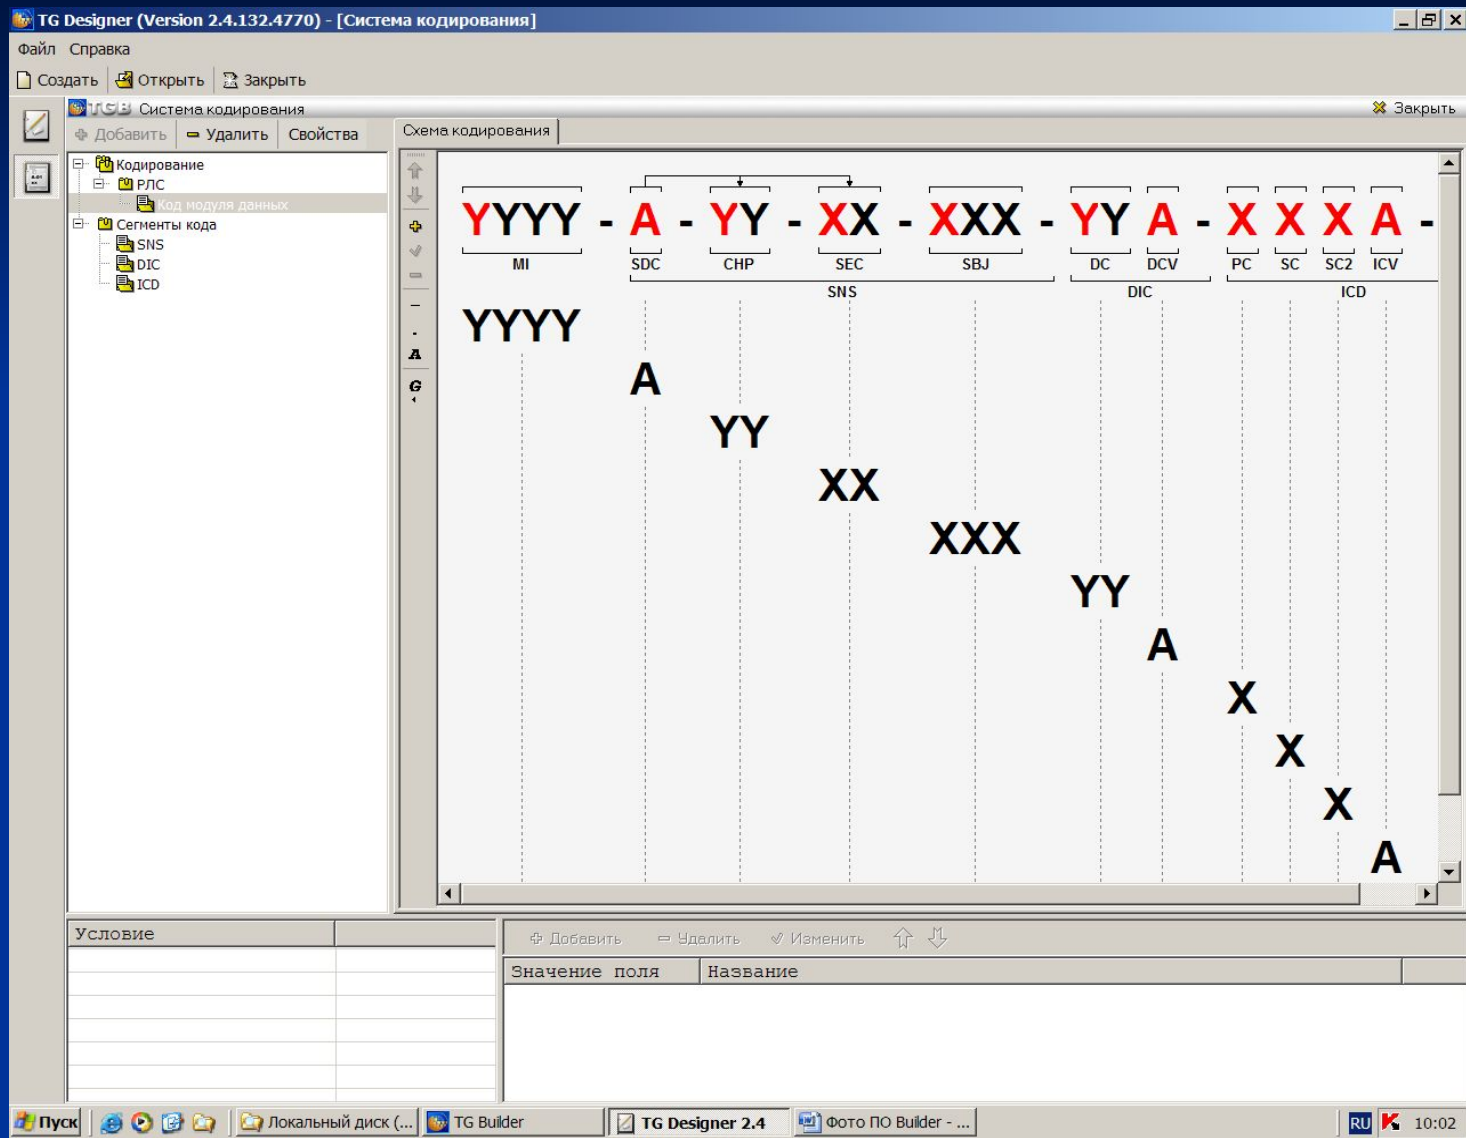 TG Designer (Version 2.4.132.4770) - [Система кодирования]
Файл Справка
Создать Открыть Закрыть
TGB Система кодирования Закрыть
Добавить Удалить Свойства
Кодирование
РЛС
Код модуля данных
Сегменты кода
SNS
DIC
ICD
Схема кодирования
YYYY - A - YY - XX - XXX - YY A - X X X A -
MI SDC CHP SEC SBJ DC DCV PC SC SC2 ICV
SNS DIC ICD
YYYY
A
YY
XX
XXX
YY
A
X
X
X
A
–
.
A
G
Условие
Добавить Удалить Изменить
Значение поля Название
Пуск Локальный диск (... TG Builder TG Designer 2.4 Фото ПО Builder - ... RU K 10:02